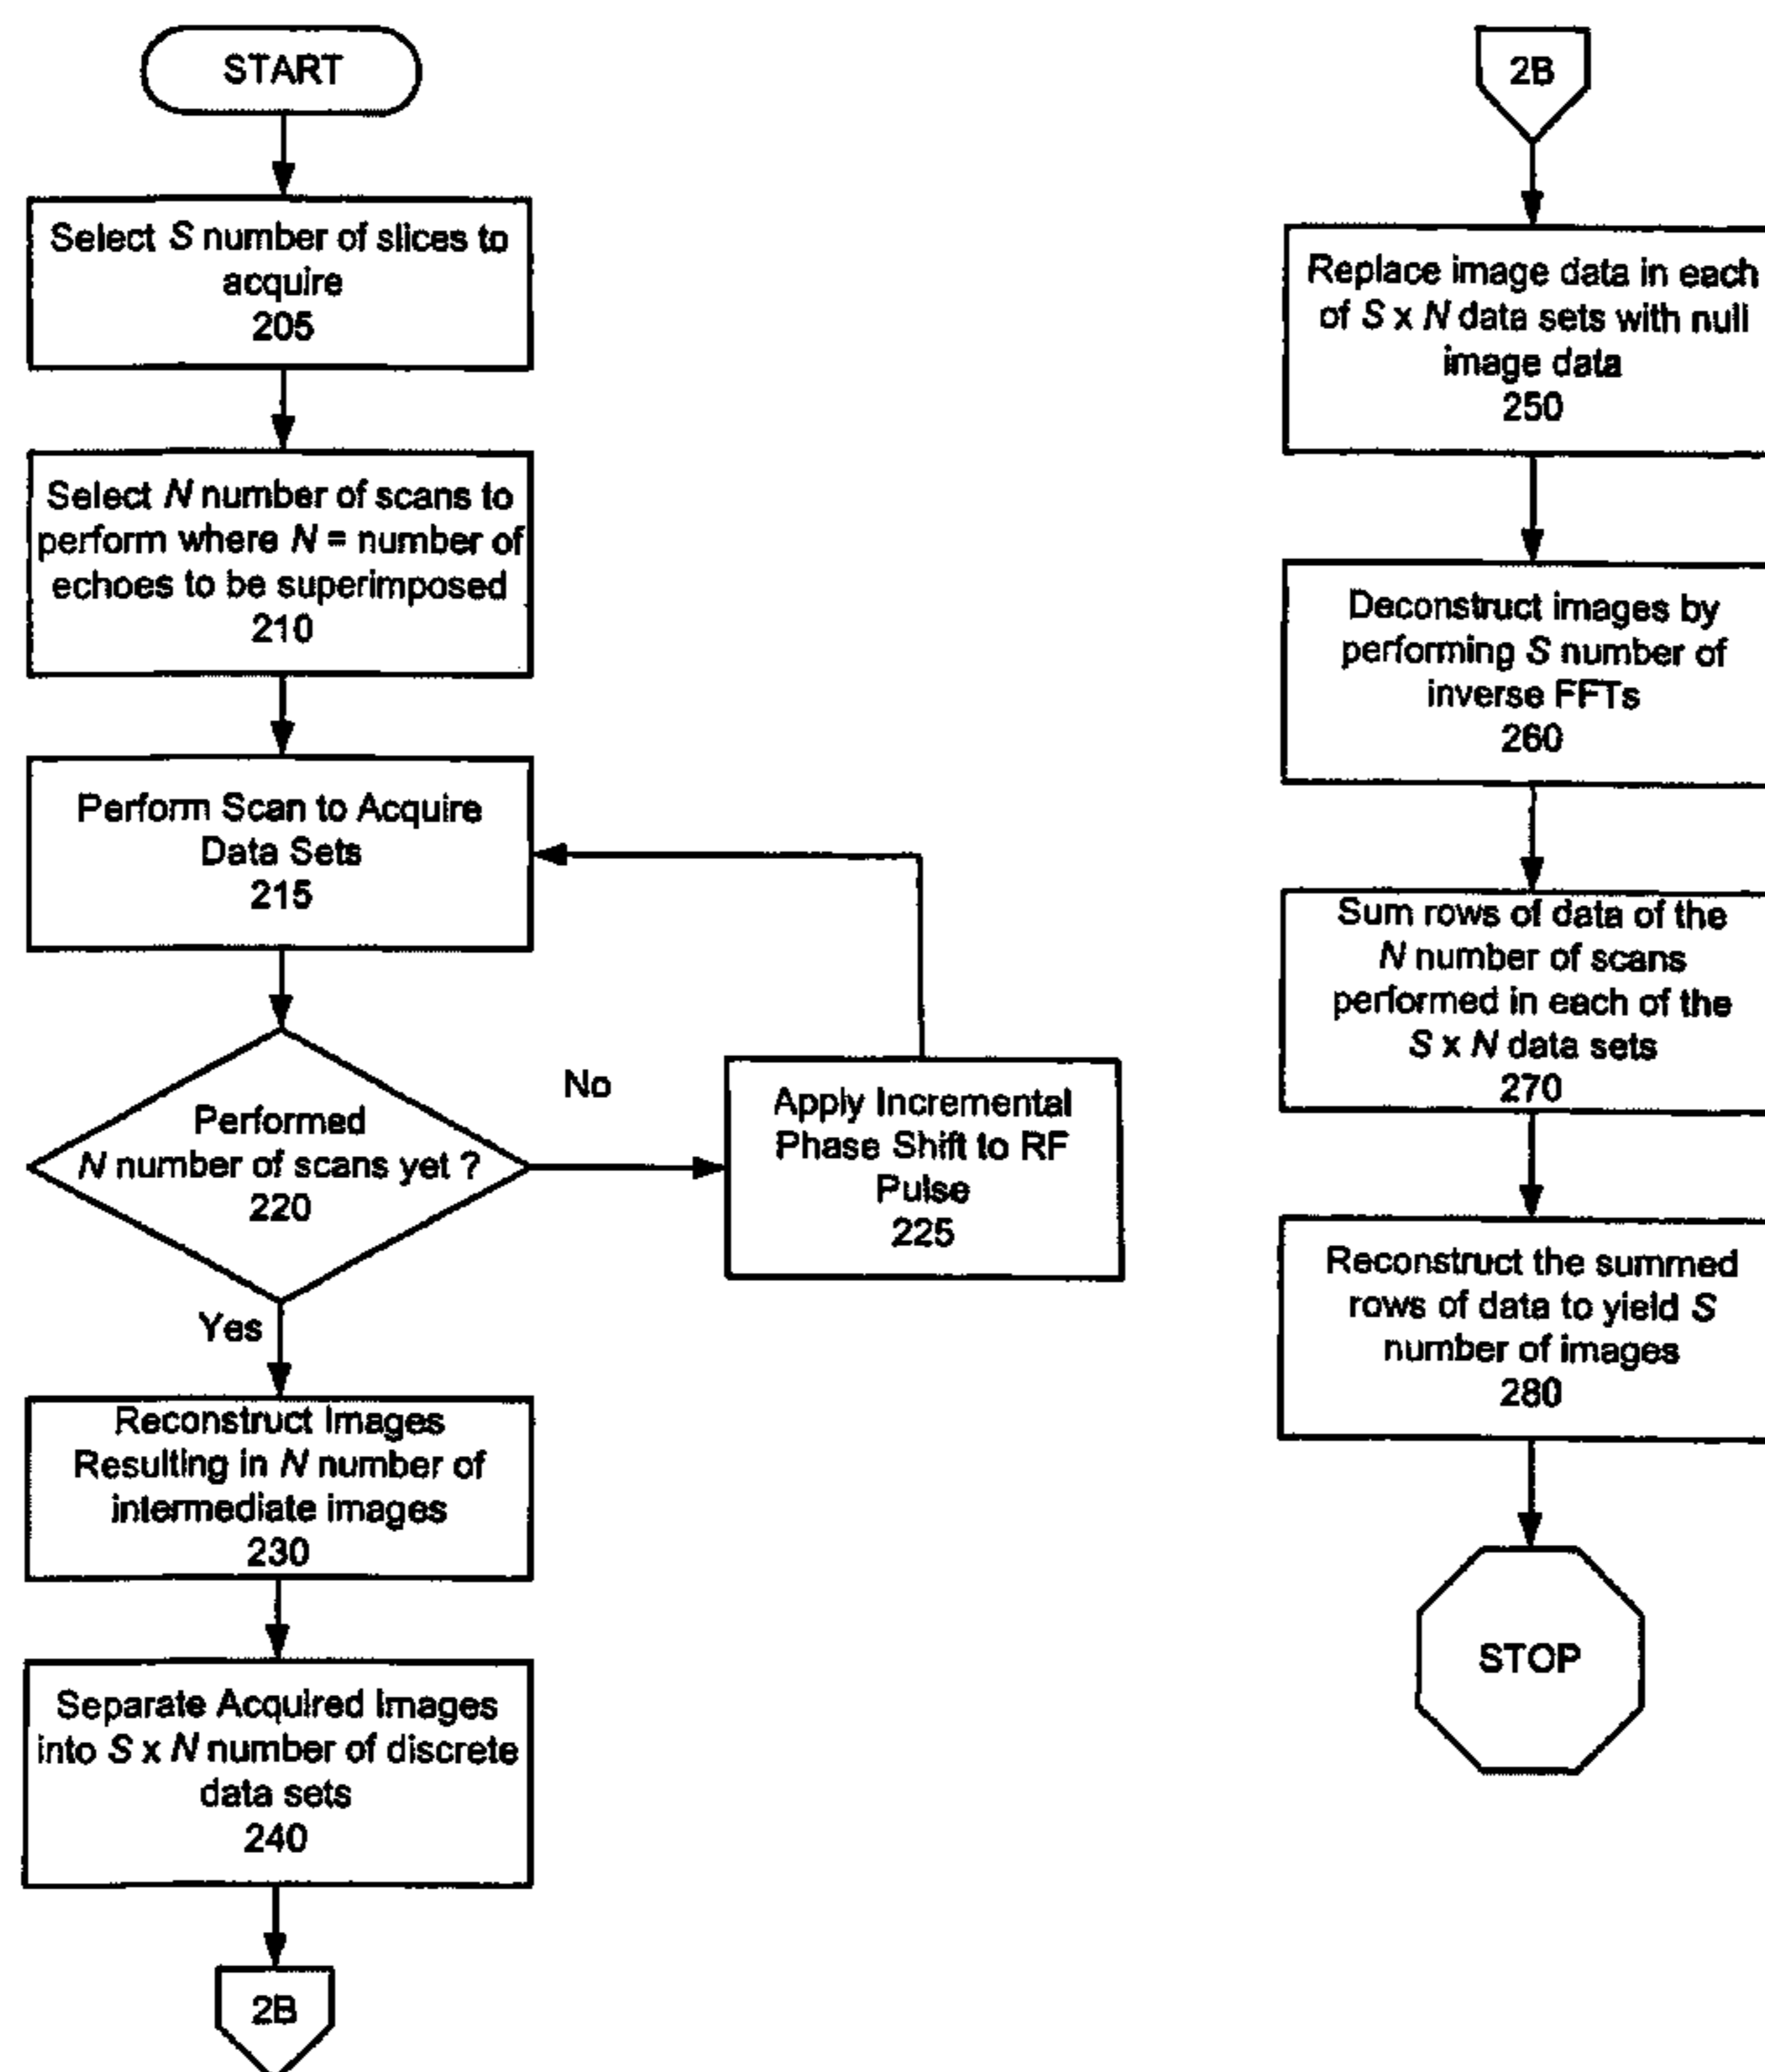 START
Select S number of slices to
acquire
205
Select N number of scans to
perform where N = number of
echoes to be superimposed
210
Perform Scan to Acquire
Data Sets
215
Performed
N number of scans yet ?
220
No
Apply Incremental
Phase Shift to RF
Pulse
225
Yes
Reconstruct Images
Resulting in N number of
intermediate images
230
Separate Acquired Images
into S x N number of discrete
data sets
240
2B
2B
Replace image data in each
of S x N data sets with null
image data
250
Deconstruct images by
performing S number of
inverse FFTs
260
Sum rows of data of the
N number of scans
performed in each of the
S x N data sets
270
Reconstruct the summed
rows of data to yield S
number of images
280
STOP